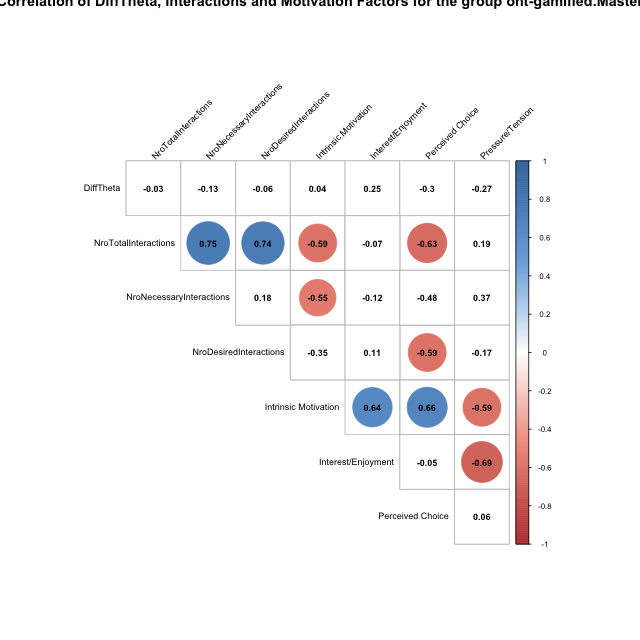 Correlation of DiffTheta, Interactions and Motivation Factors for the group ont-gamified.Master
NroTotalInteractions
NroNecessaryInteractions
NroDesiredInteractions
Intrinsic Motivation
Interest/Enjoyment
Perceived Choice
Pressure/Tension
DiffTheta -0.03 -0.13 -0.06 0.04 0.25 -0.3 -0.27
NroTotalInteractions 0.75 0.74 -0.59 -0.07 -0.63 0.19
NroNecessaryInteractions 0.18 -0.55 -0.12 -0.48 0.37
NroDesiredInteractions -0.35 0.11 -0.59 -0.17
Intrinsic Motivation 0.64 0.66 -0.59
Interest/Enjoyment -0.05 -0.69
Perceived Choice 0.06
1
0.8
0.6
0.4
0.2
0
-0.2
-0.4
-0.6
-0.8
-1